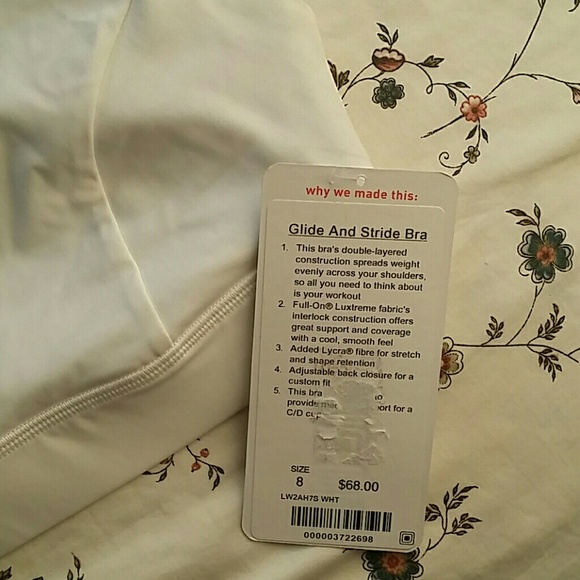 why we made this:
Glide And Stride Bra
1. This bra's double-layered
construction spreads weight
evenly across your shoulders,
so all you need to think about
is your workout
2. Full-On® Luxtreme fabric's
interlock construction offers
great support and coverage
with a cool, smooth feel
3. Added Lycra® fibre for stretch
and shape retention
4. Adjustable back closure for a
custom fit
5. This bra to
provide for a
C/D
SIZE
8 $68.00
LW2AH7S WHT
000003722698